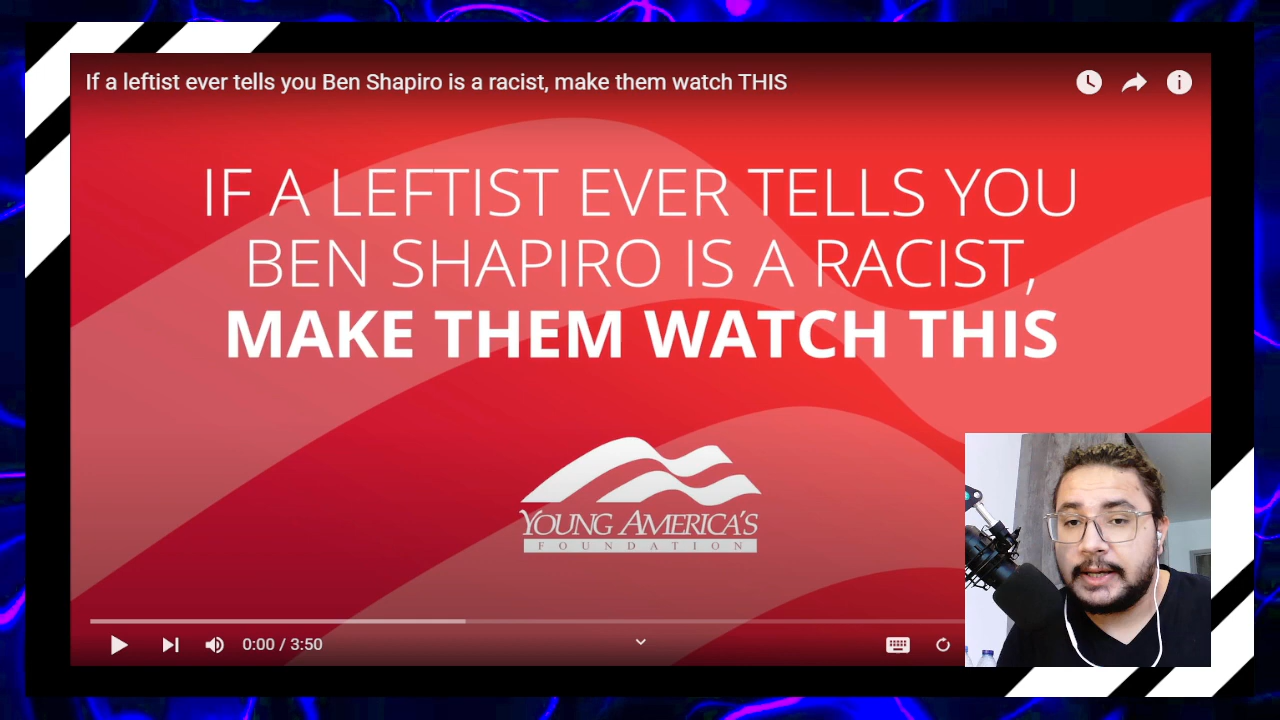 If a leftist ever tells you Ben Shapiro is a racist, make them watch THIS
IF A LEFTIST EVER TELLS YOU
BEN SHAPIRO IS A RACIST,
MAKE THEM WATCH THIS
YOUNG AMERICA'S
FOUNDATION
0:00 / 3:50